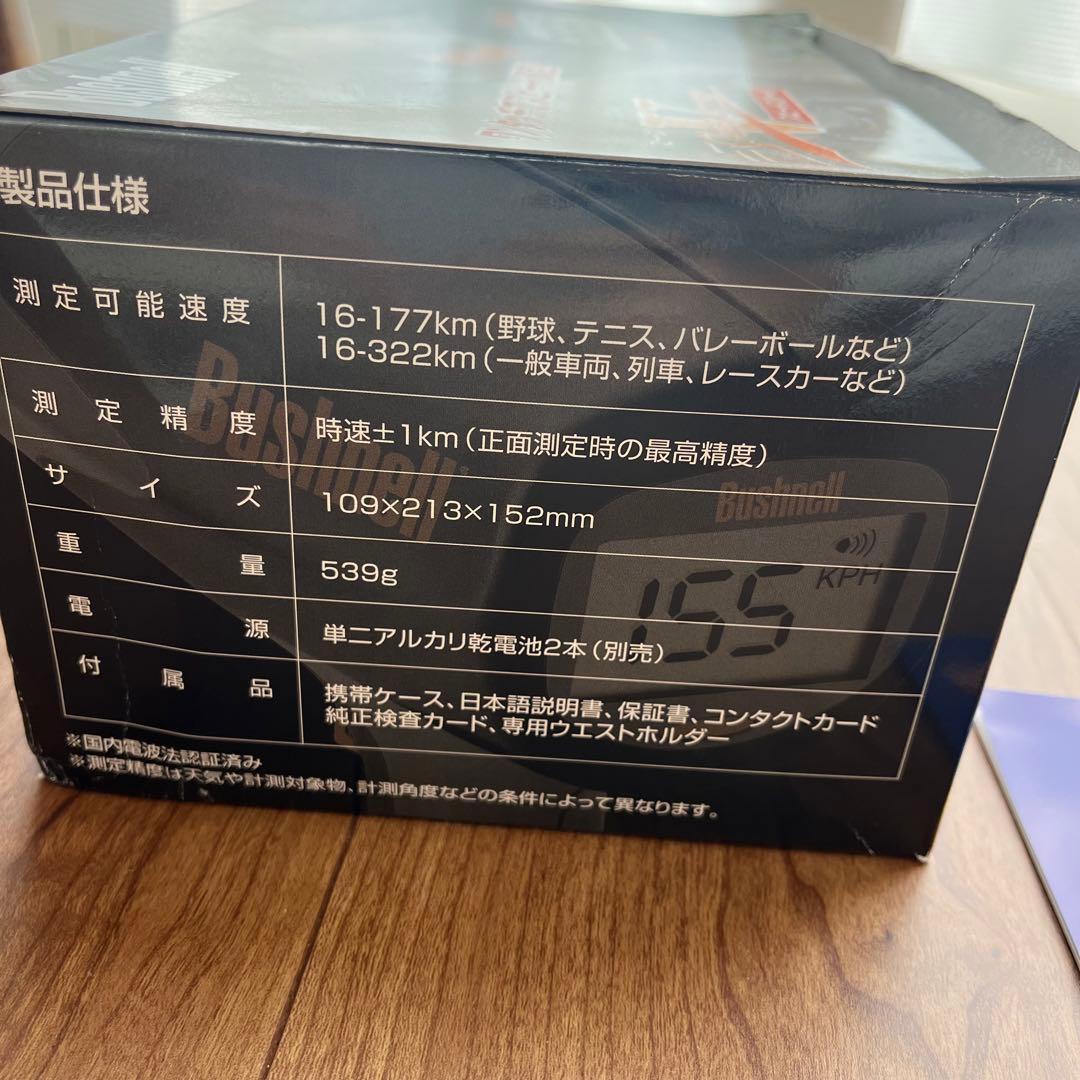 Bushnell
製品仕様
測定可能速度
16-177km(野球、テニス、バレーボールなど)
16-322km(一般車両、列車、レースカーなど)
測定精度
時速±1km(正面測定時の最高精度)
サイズ
109×213×152mm
重量
539g
電源
単二アルカリ乾電池2本(別売)
付属品
携帯ケース、日本語説明書、保証書、コンタクトカード
純正検査カード、専用ウエストホルダー
※国内電波法認証済み
※測定精度は天気や計測対象物、計測角度などの条件によって異なります。
Bushnell
Bushnell
155
KPH